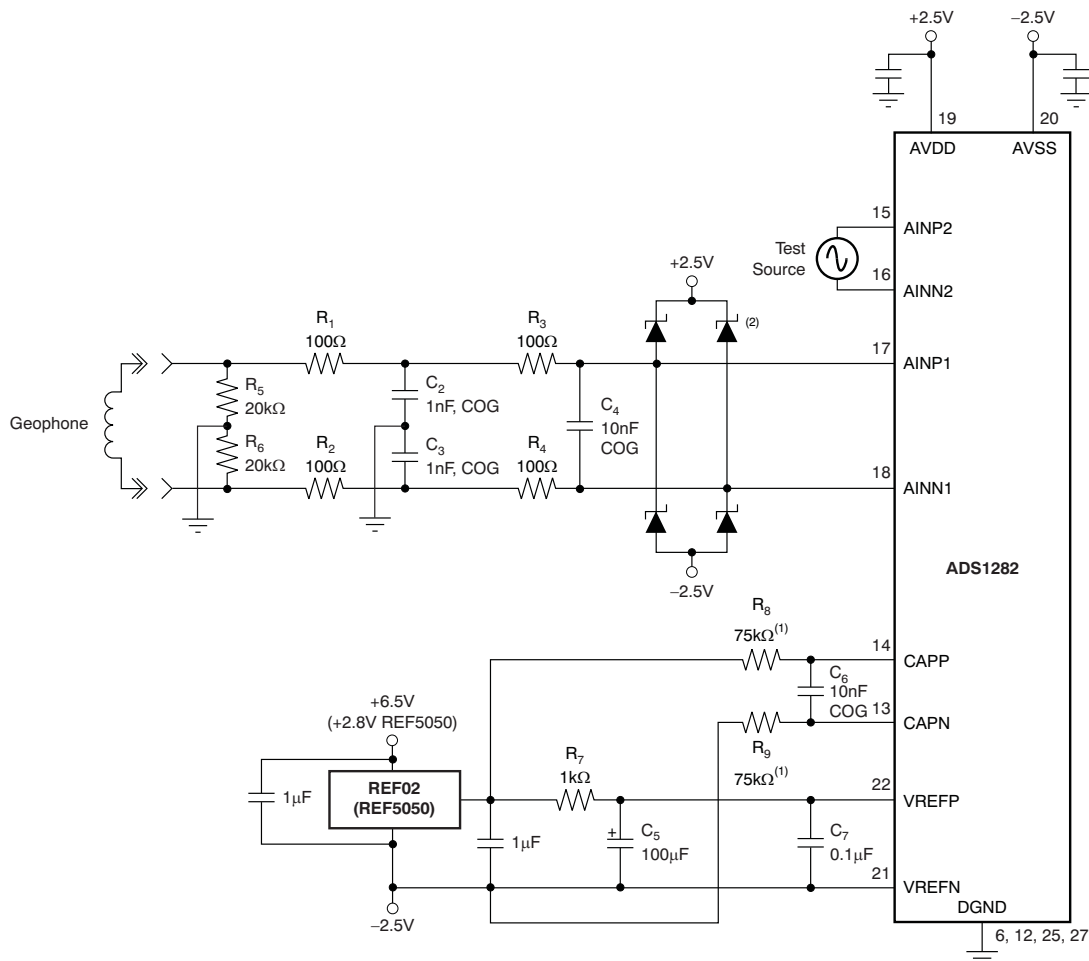 +2.5V
−2.5V
19
20
AVDD
AVSS
15
AINP2
Test
Source
16
AINN2
+2.5V
(2)
R1
100Ω
R3
100Ω
17
AINP1
R5
20kΩ
C2
1nF, COG
C4
10nF
COG
Geophone
R6
20kΩ
R2
100Ω
C3
1nF, COG
R4
100Ω
18
AINN1
−2.5V
ADS1282
R8
75kΩ(1)
14
CAPP
C6
10nF
COG
13
CAPN
+6.5V
(+2.8V REF5050)
R9
75kΩ(1)
R7
1kΩ
REF02
(REF5050)
1µF
22
VREFP
1µF
+
C5
100µF
C7
0.1µF
21
VREFN
−2.5V
DGND
6, 12, 25, 27